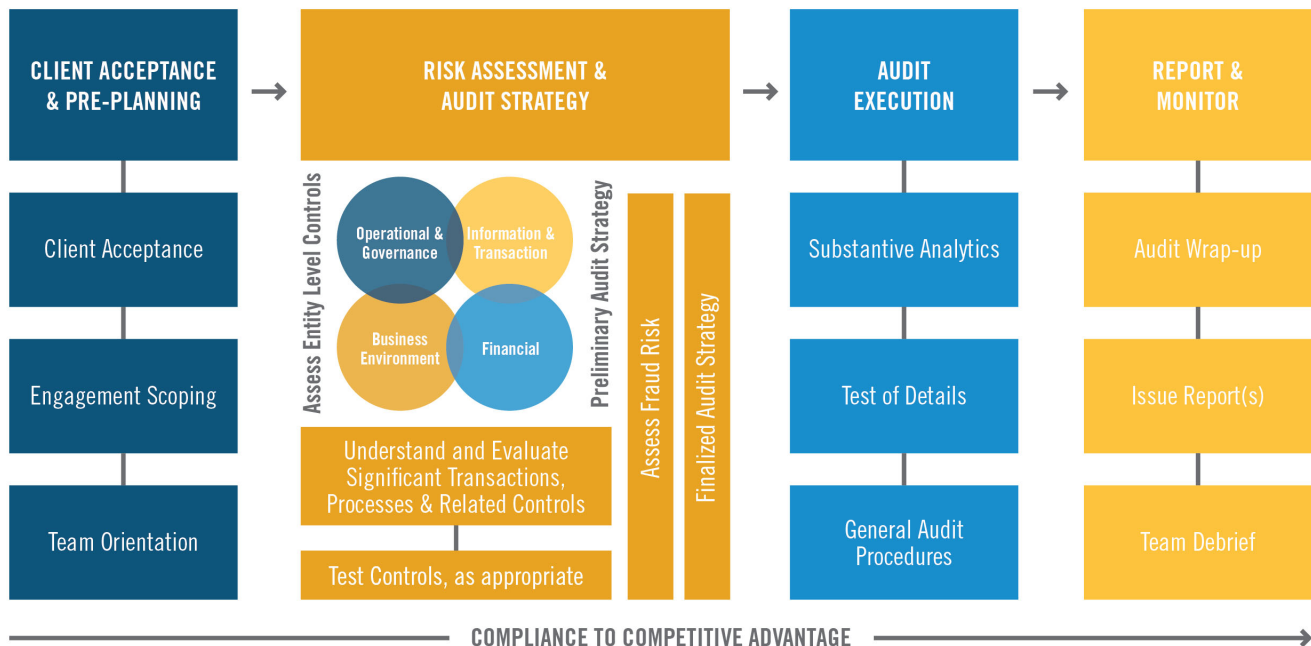 CLIENT ACCEPTANCE
& PRE-PLANNING
Client Acceptance
Engagement Scoping
Team Orientation
RISK ASSESSMENT &
AUDIT STRATEGY
Assess Entity Level Controls
Operational &
Governance
Information &
Transaction
Business
Environment
Financial
Preliminary Audit Strategy
Understand and Evaluate
Significant Transactions,
Processes & Related Controls
Test Controls, as appropriate
Assess Fraud Risk
Finalized Audit Strategy
AUDIT
EXECUTION
Substantive Analytics
Test of Details
General Audit
Procedures
REPORT &
MONITOR
Audit Wrap-up
Issue Report(s)
Team Debrief
COMPLIANCE TO COMPETITIVE ADVANTAGE